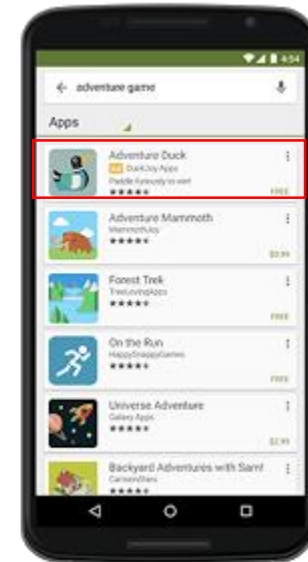 4:54
adventure game
Apps
Adventure Duck
Ad DuckJoy Apps
Paddle furiously to win!
FREE
Adventure Mammoth
MammothJoy
$0.99
Forest Trek
TreeLovingApps
FREE
On the Run
HappySnappyGames
FREE
Universe Adventure
Galaxy Apps
$2.99
Backyard Adventures with Sam!
CartoonStars